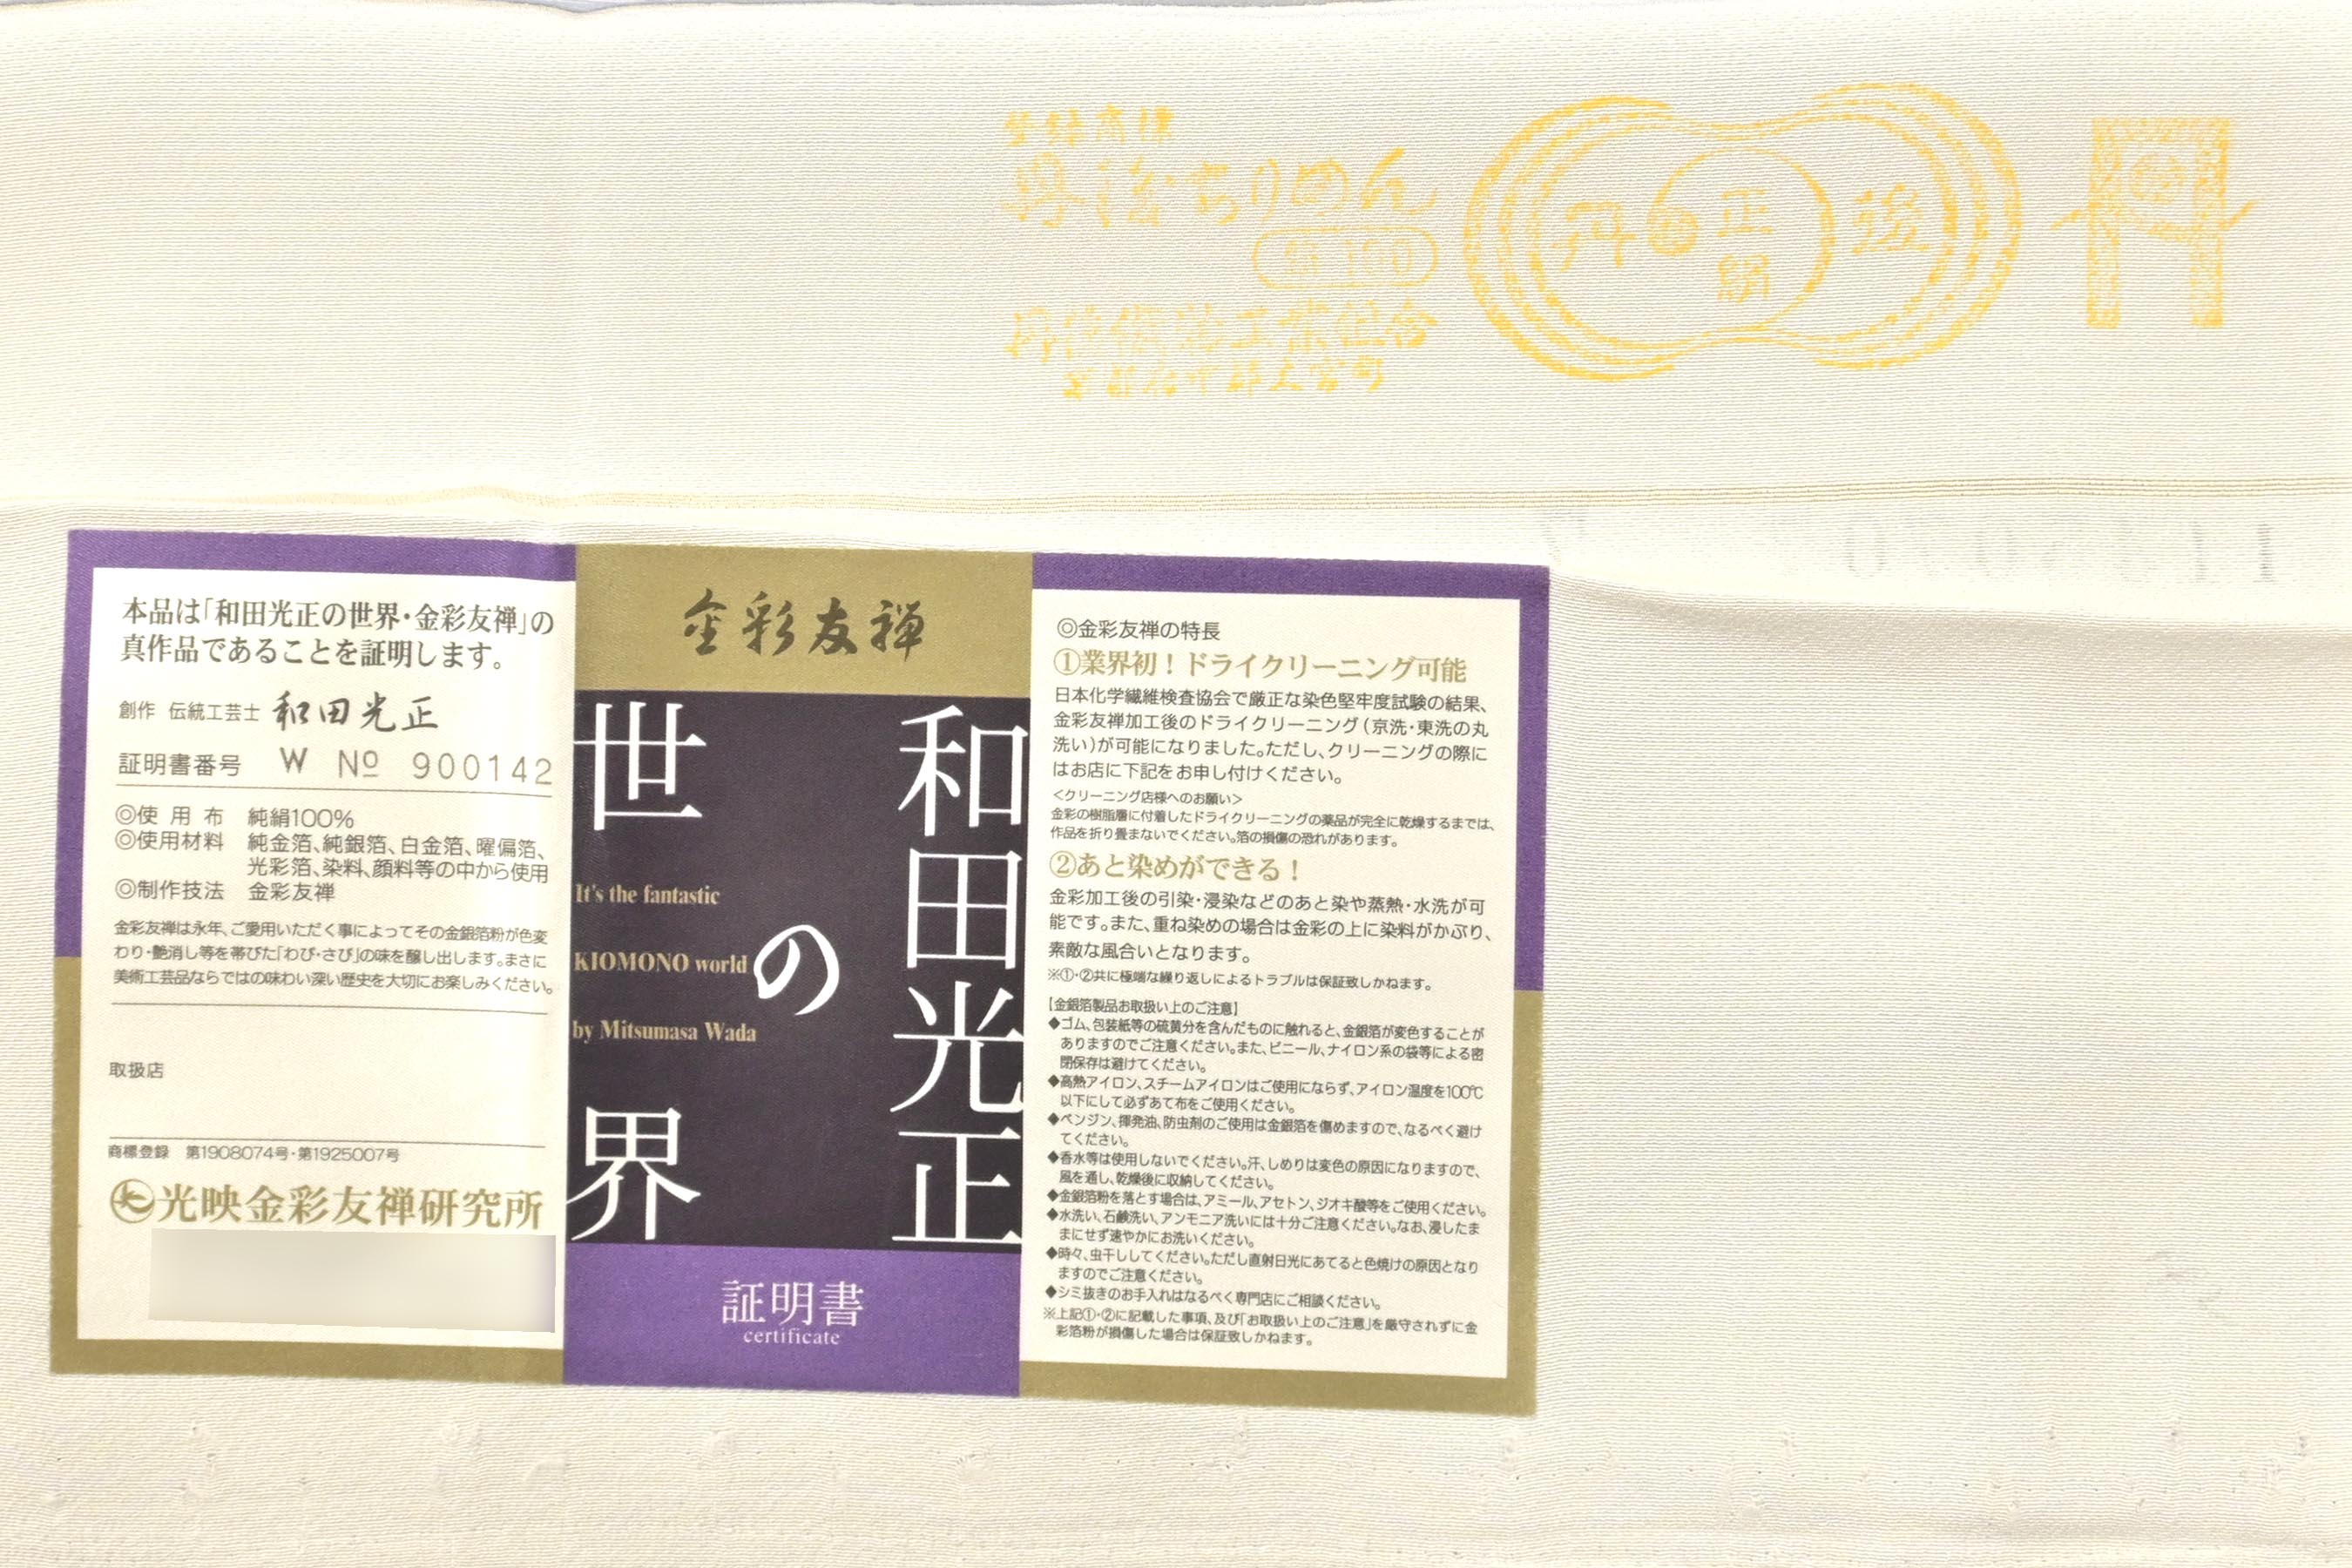 登録商標
丹後ちりめん
絹100
丹後織物工業組合
丹 正絹 後
本品は「和田光正の世界・金彩友禅」の
真作品であることを証明します。
創作 伝統工芸士 和田光正
証明書番号 W No 900142
◎使用布 純絹100%
◎使用材料 純金箔、純銀箔、白金箔、曜偏箔、
光彩箔、染料、顔料等の中から使用
◎制作技法 金彩友禅
金彩友禅は永年、ご愛用いただく事によってその金銀箔粉が色変
わり・艶消し等を帯びた「わび・さび」の味を醸し出します。まさに
美術工芸品ならではの味わい深い歴史を大切にお楽しみください。
取扱店
商標登録 第1908074号・第1925007号
光映金彩友禅研究所
金彩友禅
和田光正
の
世界
It's the fantastic
KIOMONO world
by Mitsumasa Wada
証明書
certificate
◎金彩友禅の特長
①業界初！ドライクリーニング可能
日本化学繊維検査協会で厳正な染色堅牢度試験の結果、
金彩友禅加工後のドライクリーニング（京洗・東洗の丸
洗い）が可能になりました。ただし、クリーニングの際に
はお店に下記をお申し付けください。
＜クリーニング店様へのお願い＞
金彩の樹脂層に付着したドライクリーニングの薬品が完全に乾燥するまでは、
作品を折り畳まないでください。箔の損傷の恐れがあります。
②あと染めができる！
金彩加工後の引染・浸染などのあと染や蒸熱・水洗が可
能です。また、重ね染めの場合は金彩の上に染料がかぶり、
素敵な風合いとなります。
※①・②共に極端な繰り返しによるトラブルは保証致しかねます。
【金銀箔製品お取扱い上のご注意】
◆ゴム、包装紙等の硫黄分を含んだものに触れると、金銀箔が変色することが
ありますのでご注意ください。また、ビニール、ナイロン系の袋等による密
閉保存は避けてください。
◆高熱アイロン、スチームアイロンはご使用にならず、アイロン温度を100℃
以下にして必ずあて布をご使用ください。
◆ベンジン、揮発油、防虫剤のご使用は金銀箔を傷めますので、なるべく避け
てください。
◆香水等は使用しないでください。汗、しめりは変色の原因になりますので、
風を通し、乾燥後に収納してください。
◆金銀箔粉を落とす場合は、アミール、アセトン、ジオキ酸等をご使用ください。
◆水洗い、石鹸洗い、アンモニア洗いには十分ご注意ください。なお、浸したま
まにせず速やかにお洗いください。
◆時々、虫干ししてください。ただし直射日光にあてると色焼けの原因となり
ますのでご注意ください。
◆シミ抜きのお手入れはなるべく専門店にご相談ください。
※上記①・②に記載した事項、及び「お取扱い上のご注意」を厳守されずに金
彩箔粉が損傷した場合は保証致しかねます。